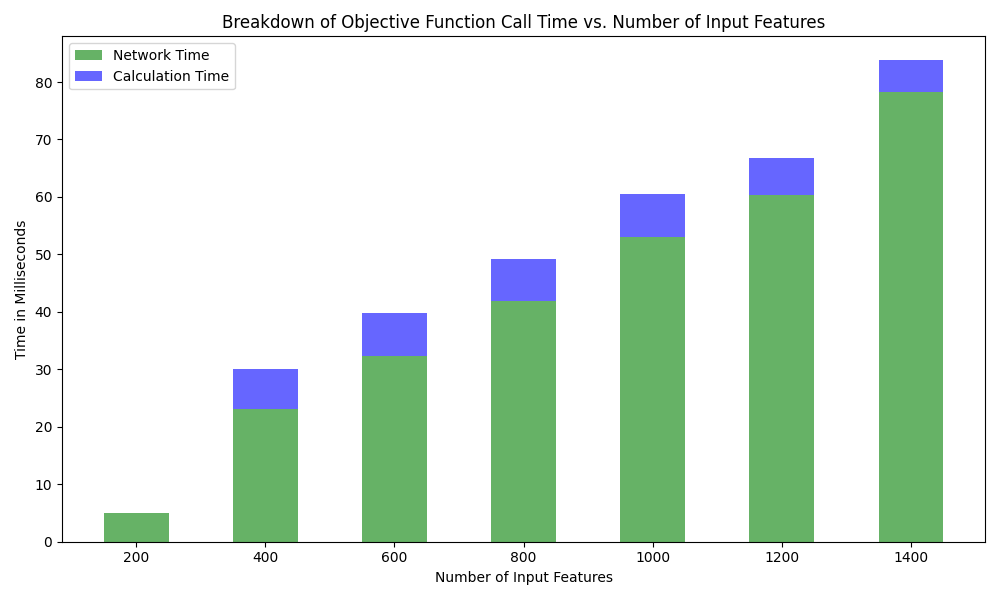 Breakdown of Objective Function Call Time vs. Number of Input Features
Network Time
Calculation Time
80
70
60
50
40
30
20
10
0
Time in Milliseconds
200 400 600 800 1000 1200 1400
Number of Input Features